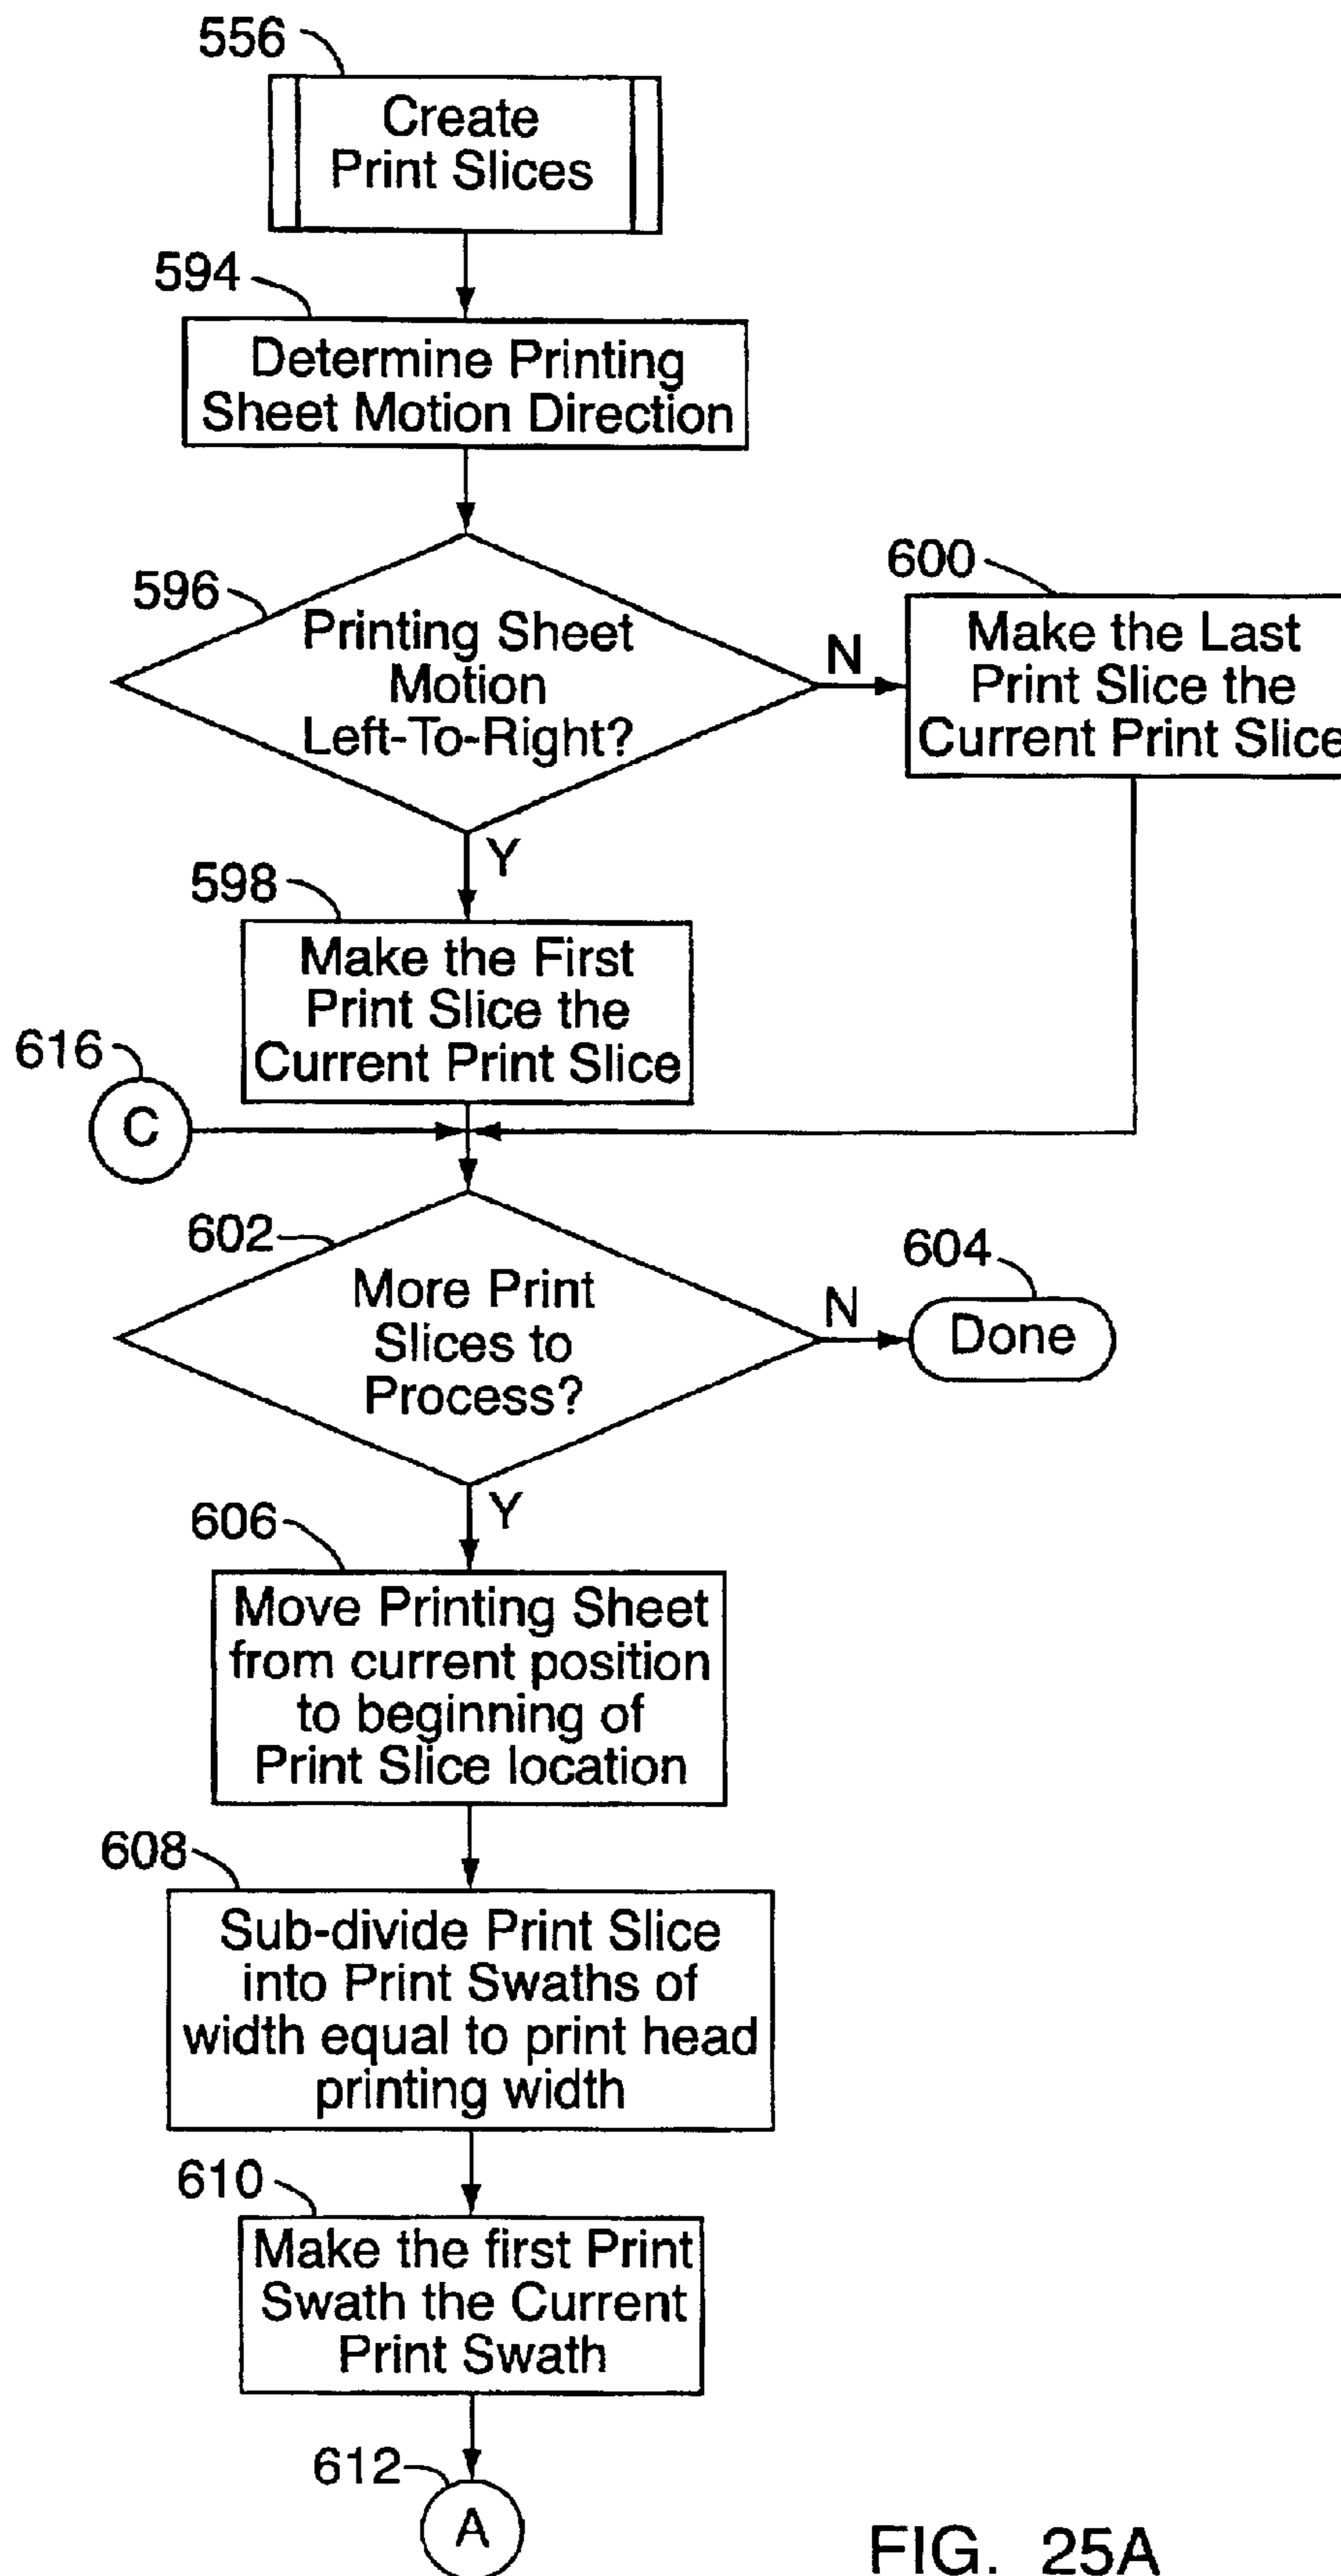 556
Create
Print Slices
594
Determine Printing
Sheet Motion Direction
596
Printing Sheet
Motion
Left-To-Right?
N
600
Make the Last
Print Slice the
Current Print Slice
Y
598
Make the First
Print Slice the
Current Print Slice
616
C
602
More Print
Slices to
Process?
N
604
Done
Y
606
Move Printing Sheet
from current position
to beginning of
Print Slice location
608
Sub-divide Print Slice
into Print Swaths of
width equal to print head
printing width
610
Make the first Print
Swath the Current
Print Swath
612
A
FIG. 25A